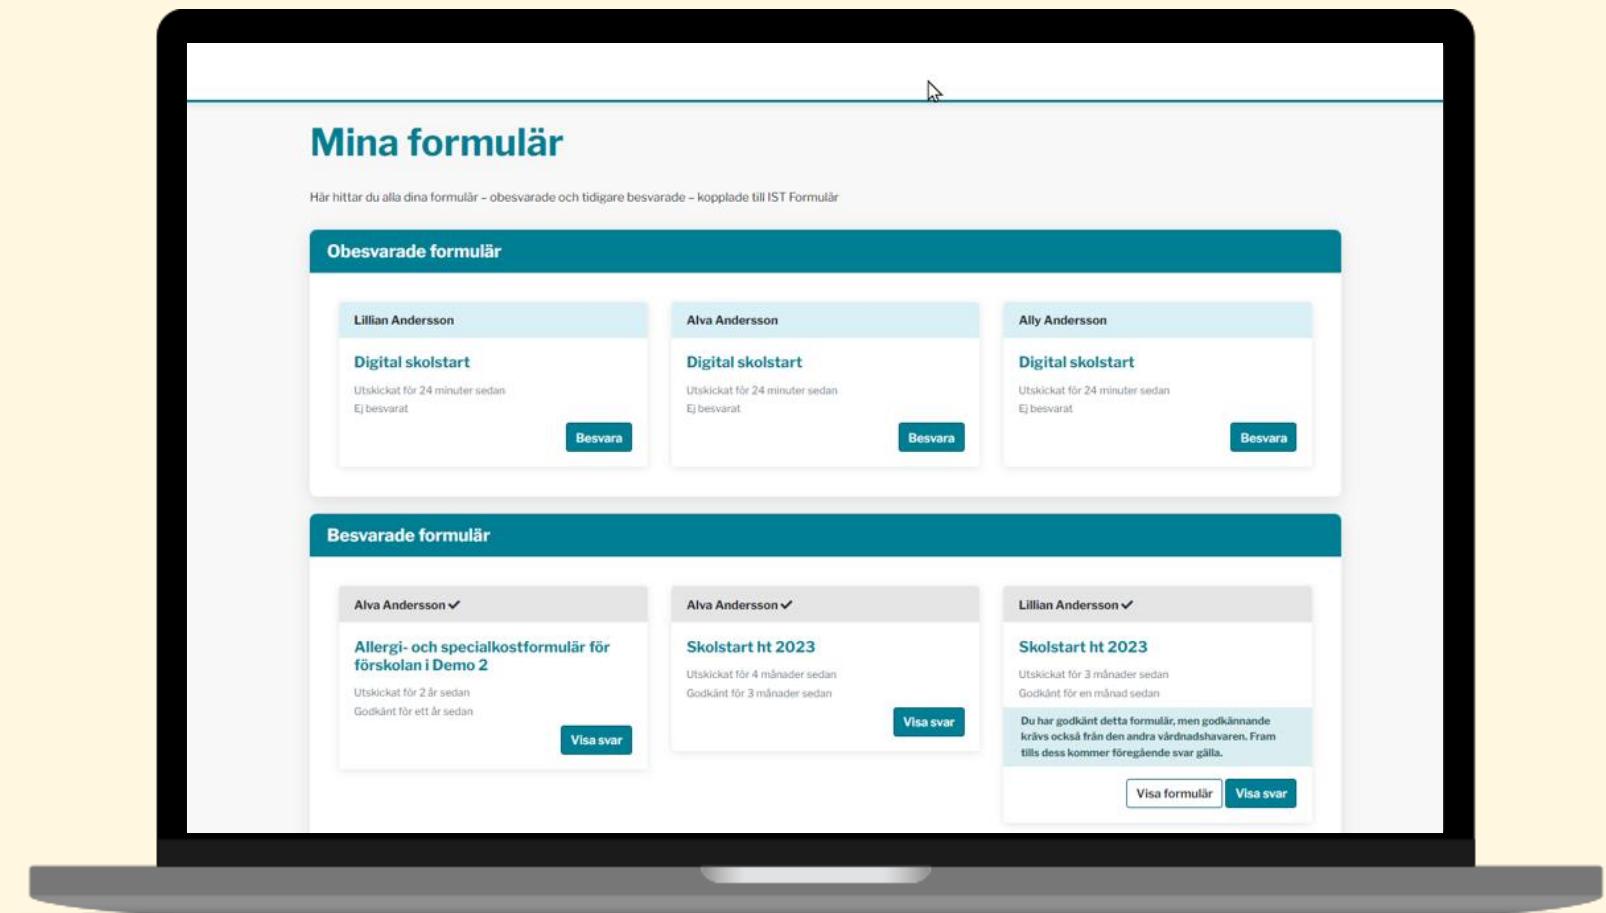 Mina formulär
Här hittar du alla dina formulär – obesvarade och tidigare besvarade – kopplade till IST Formulär
Obesvarade formulär
Lillian Andersson
Digital skolstart
Utskickat för 24 minuter sedan
Ej besvarat
Besvara
Alva Andersson
Digital skolstart
Utskickat för 24 minuter sedan
Ej besvarat
Besvara
Ally Andersson
Digital skolstart
Utskickat för 24 minuter sedan
Ej besvarat
Besvara
Besvarade formulär
Alva Andersson
Allergi- och specialkostformulär för
förskolan i Demo 2
Utskickat för 2 år sedan
Godkänt för ett år sedan
Visa svar
Alva Andersson
Skolstart ht 2023
Utskickat för 4 månader sedan
Godkänt för 3 månader sedan
Visa svar
Lillian Andersson
Skolstart ht 2023
Utskickat för 3 månader sedan
Godkänt för en månad sedan
Du har godkänt detta formulär, men godkännande
krävs också från den andra vårdnadshavaren. Fram
tills dess kommer föregående svar gälla.
Visa formulär
Visa svar